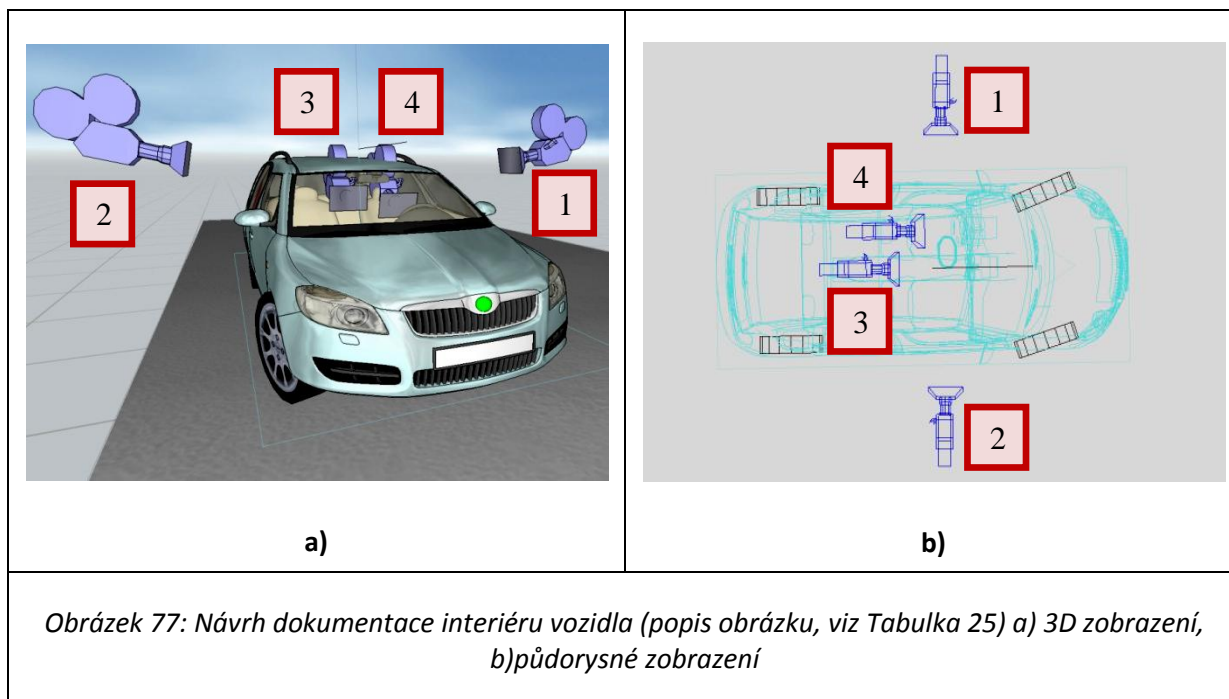 3
4
2
1
a)
1
4
3
2
b)
Obrázek 77: Návrh dokumentace interiéru vozidla (popis obrázku, viz Tabulka 25) a) 3D zobrazení,
b)půdorysné zobrazení